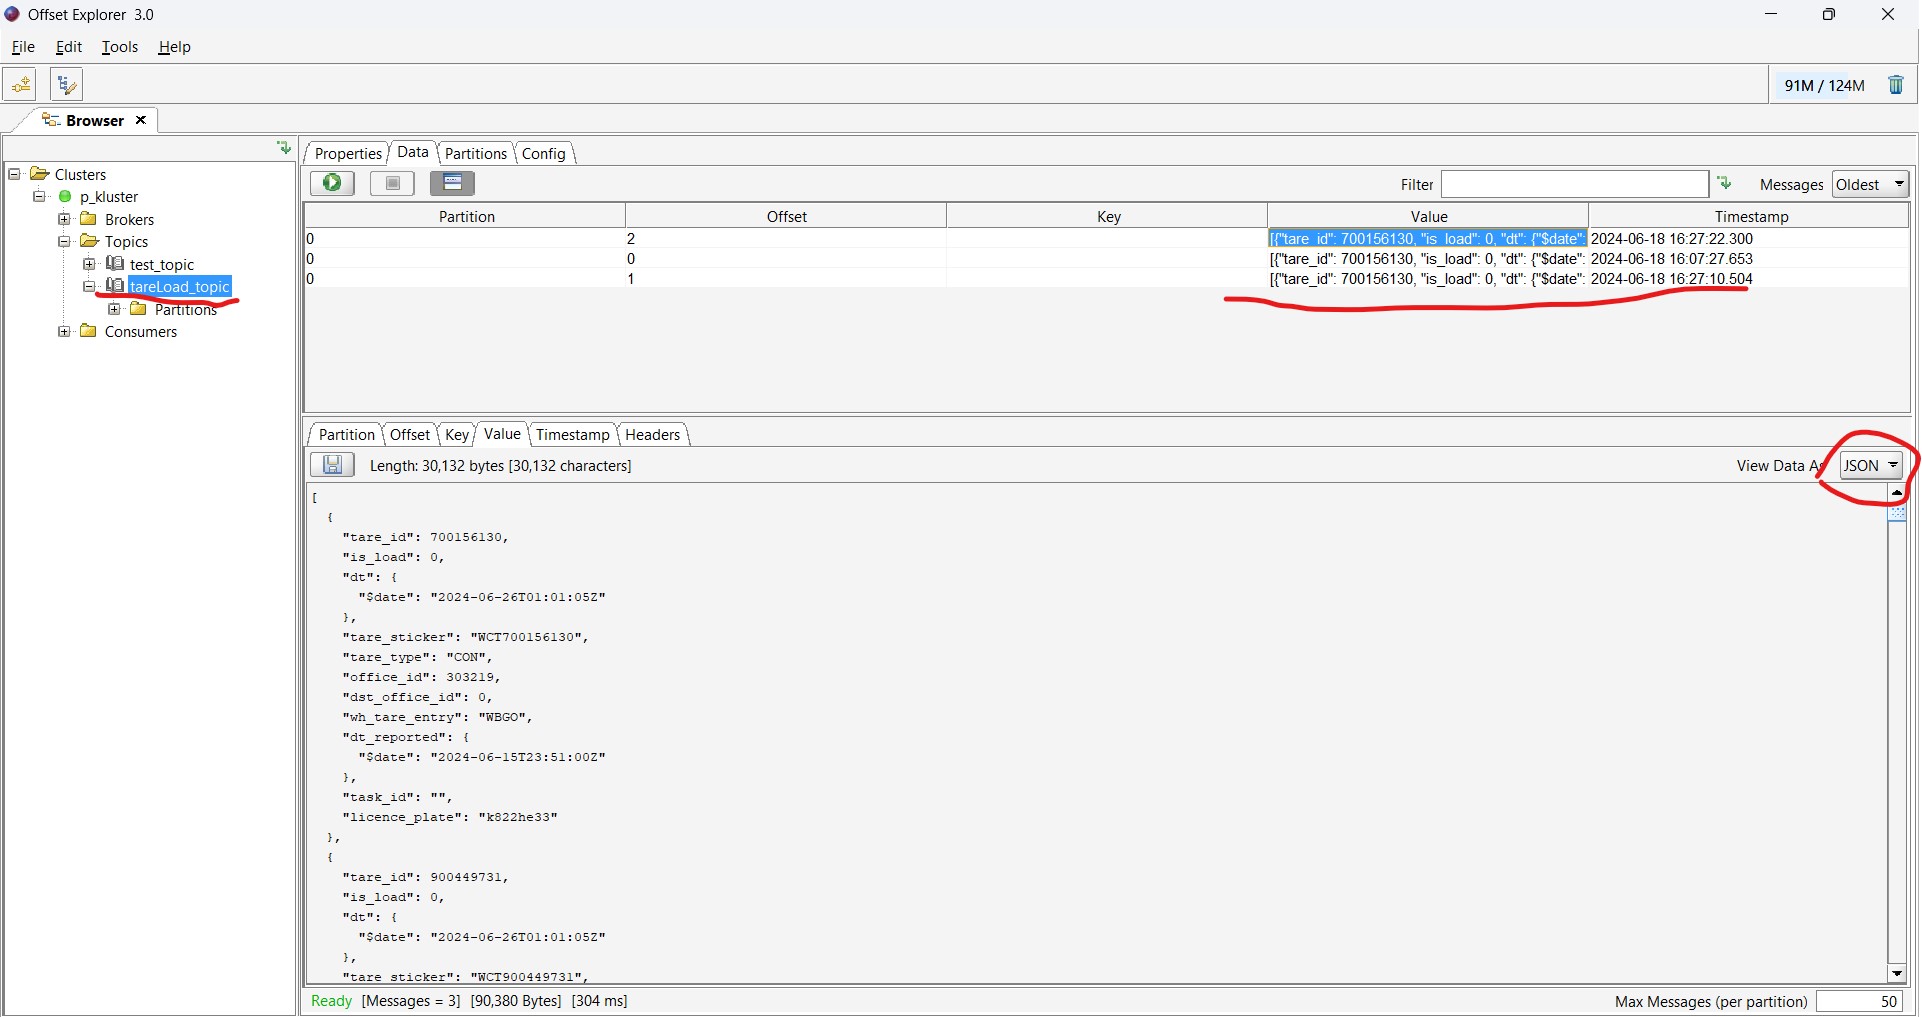 Offset Explorer 3.0
File Edit Tools Help
91M / 124M
Browser
Properties Data Partitions Config
Clusters
p_kluster
Brokers
Topics
test_topic
tareLoad_topic
Partitions
Consumers
Filter Messages Oldest
Partition Offset Key Value Timestamp
0 2 [{"tare_id": 700156130, "is_load": 0, "dt": {"$date": 2024-06-18 16:27:22.300
0 0 [{"tare_id": 700156130, "is_load": 0, "dt": {"$date": 2024-06-18 16:07:27.653
0 1 [{"tare_id": 700156130, "is_load": 0, "dt": {"$date": 2024-06-18 16:27:10.504
Partition Offset Key Value Timestamp Headers
Length: 30,132 bytes [30,132 characters] View Data As JSON
[
{
"tare_id": 700156130,
"is_load": 0,
"dt": {
"$date": "2024-06-26T01:01:05Z"
},
"tare_sticker": "WCT700156130",
"tare_type": "CON",
"office_id": 303219,
"dst_office_id": 0,
"wh_tare_entry": "WBGO",
"dt_reported": {
"$date": "2024-06-15T23:51:00Z"
},
"task_id": "",
"licence_plate": "k822he33"
},
{
"tare_id": 900449731,
"is_load": 0,
"dt": {
"$date": "2024-06-26T01:01:05Z"
},
"tare_sticker": "WCT900449731",
Ready [Messages = 3] [90,380 Bytes] [304 ms] Max Messages (per partition) 50